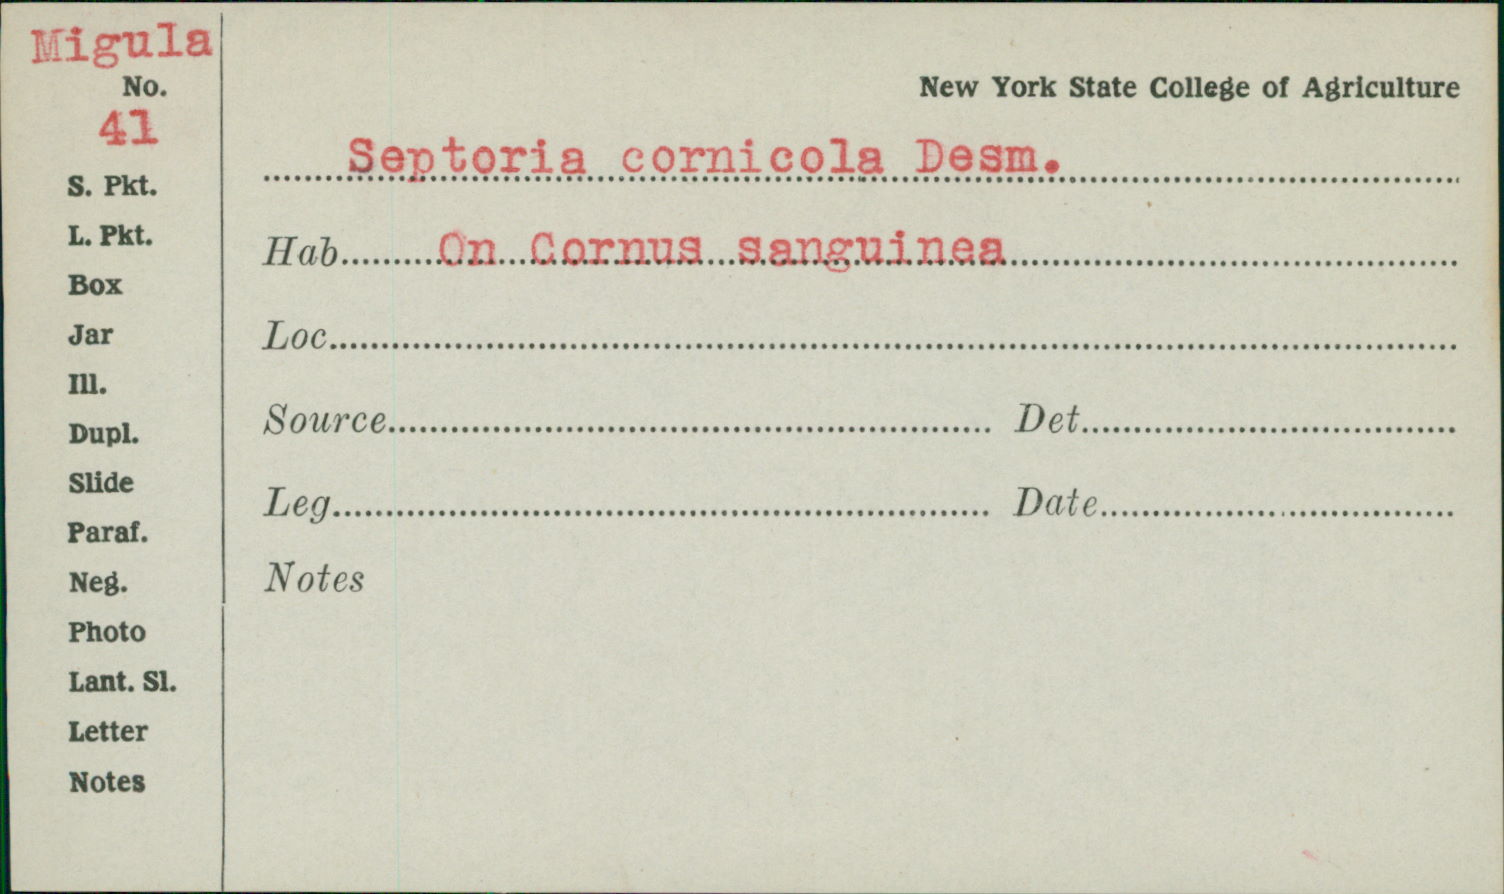 Migula
No.
41
S. Pkt.
L. Pkt.
Box
Jar
Ill.
Dupl.
Slide
Paraf.
Neg.
Photo
Lant. Sl.
Letter
Notes
New York State College of Agriculture
Septoria cornicola Desm.
Hab. On Cornus sanguinea
Loc.
Source Det.
Leg. Date
Notes